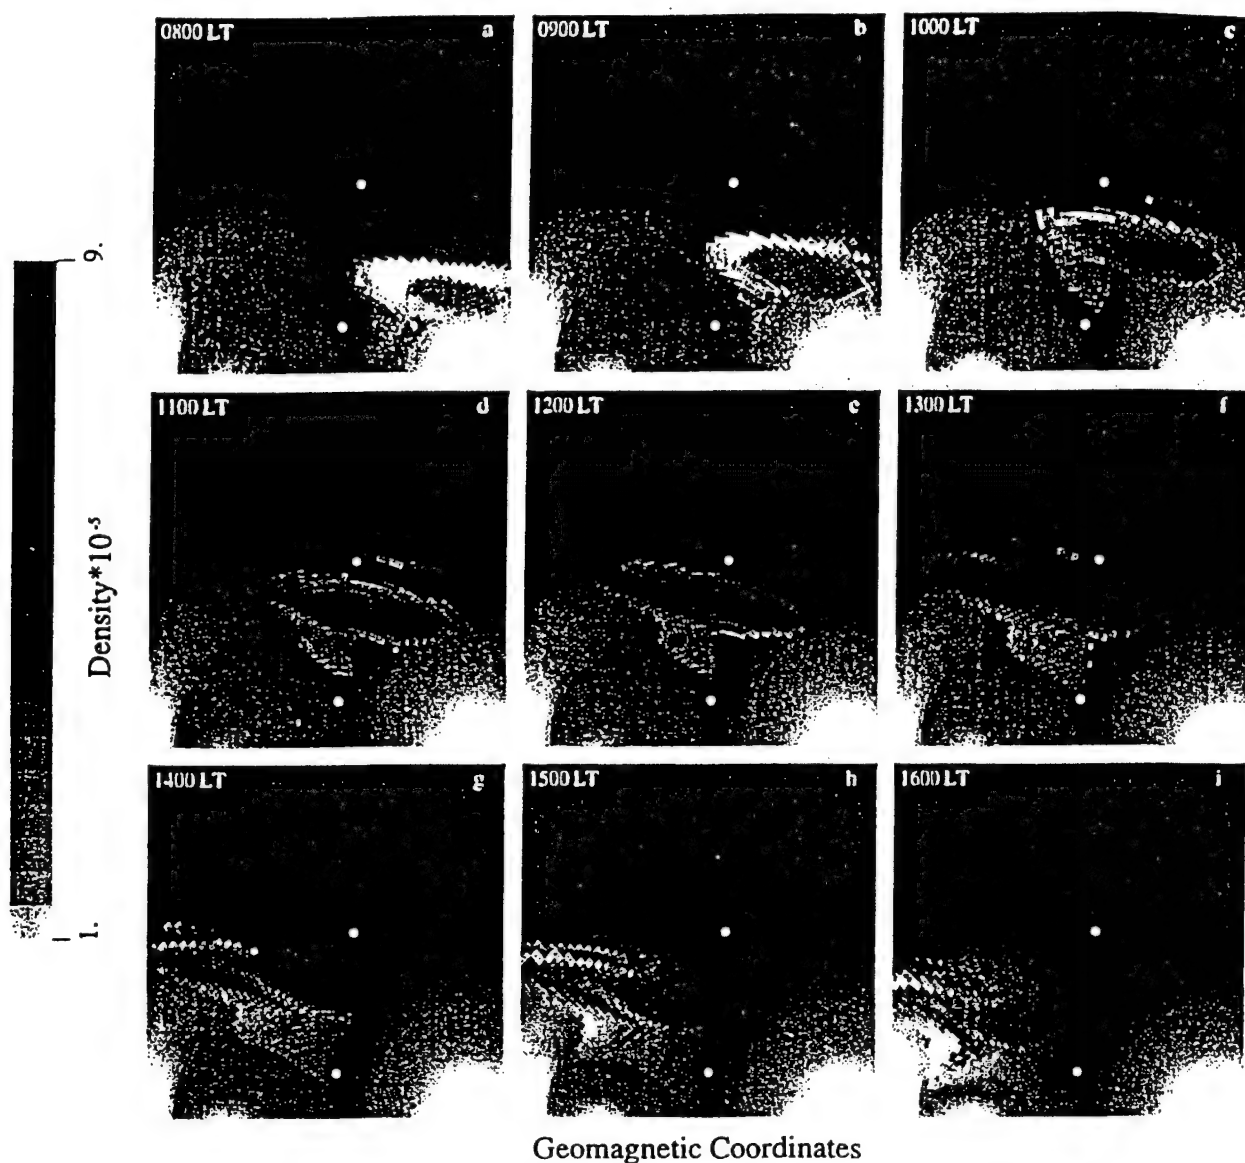 0800 LT a
0900 LT b
1000 LT c
9.
Density*10-5
1.
1100 LT d
1200 LT e
1300 LT f
1400 LT g
1500 LT h
1600 LT i
Geomagnetic Coordinates